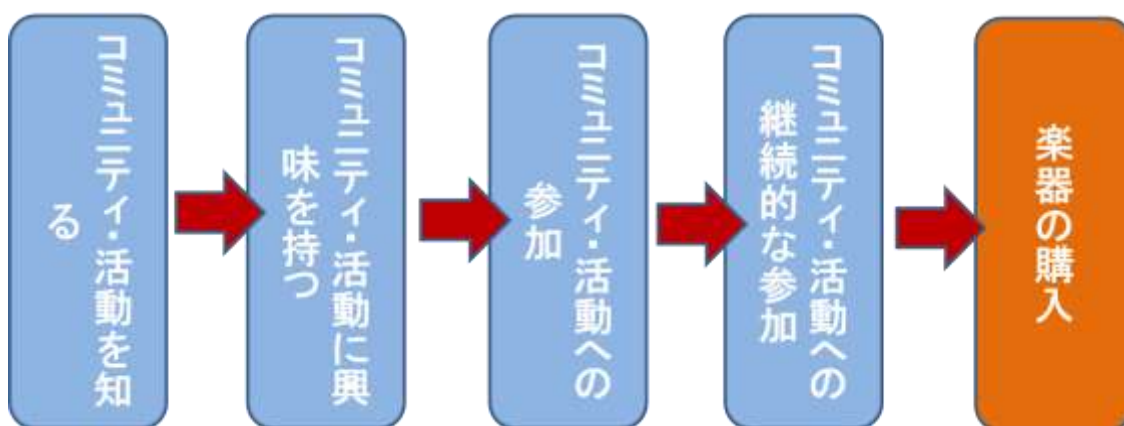 コミュニティ・活動を知
る
コミュニティ・活動に興
味を持つ
コミュニティ・活動への
参加
コミュニティ・活動への
継続的な参加
楽器の購入